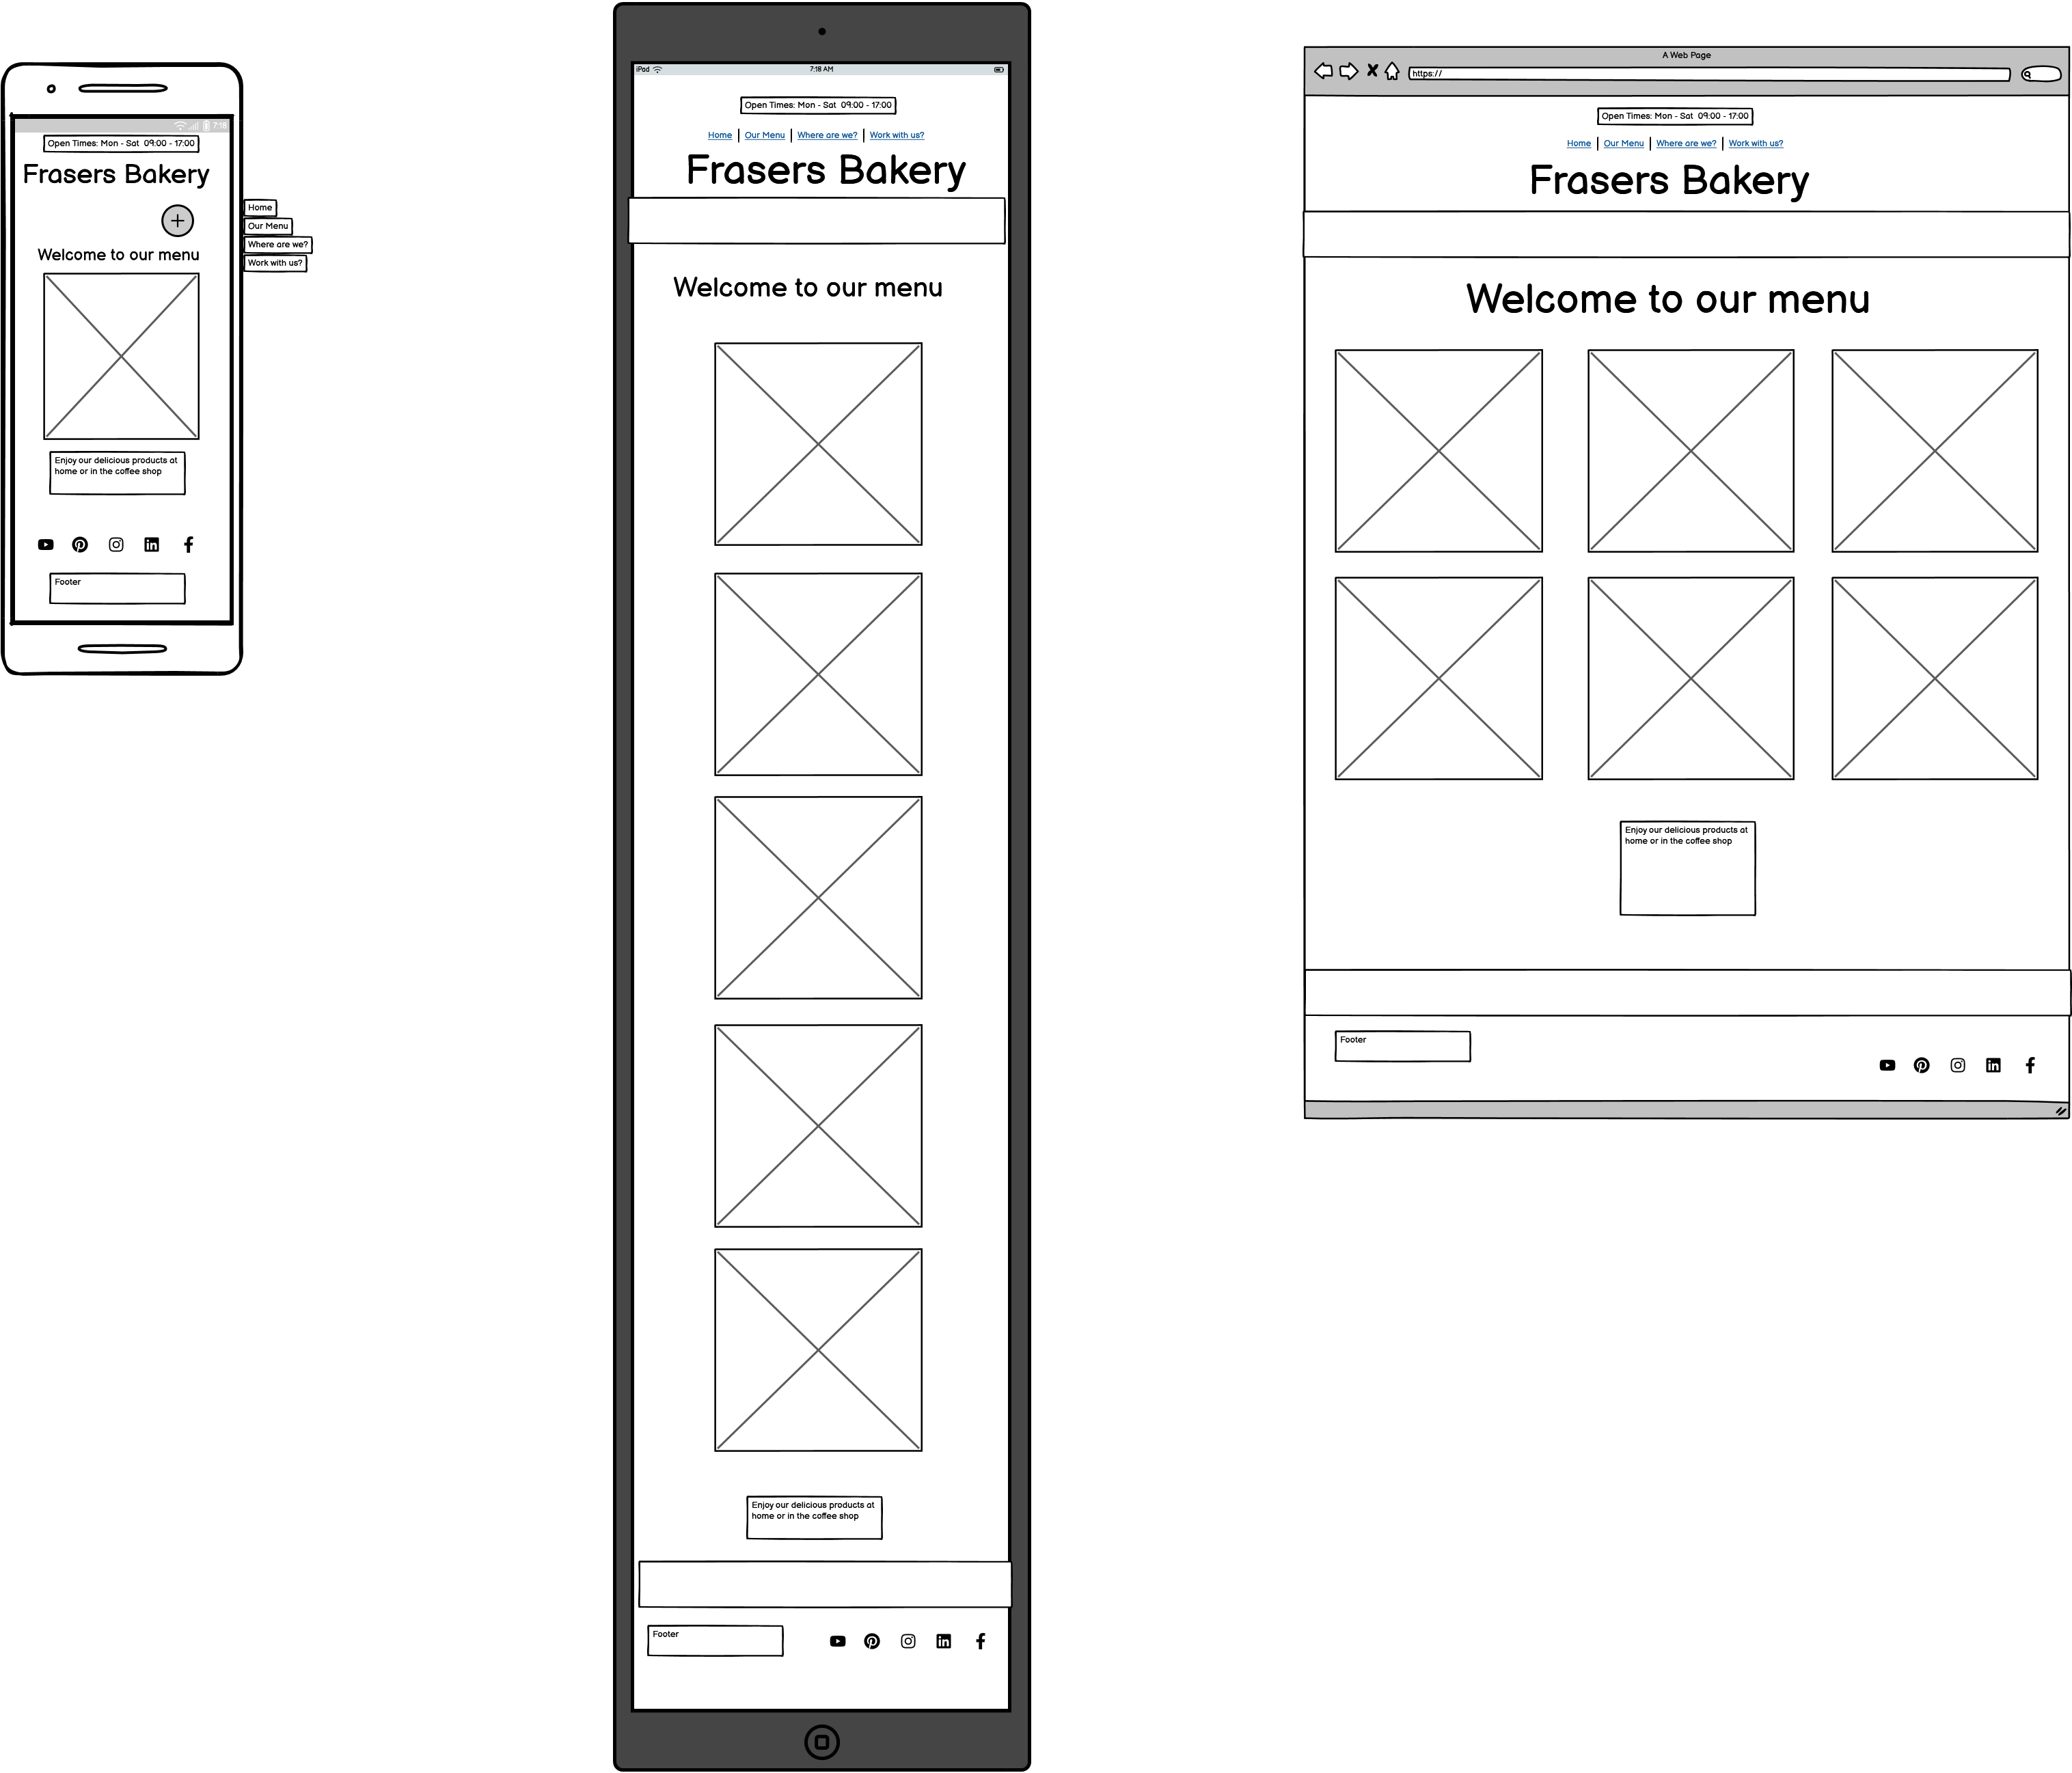 7:18
Open Times: Mon - Sat 09:00 - 17:00
Frasers Bakery
Home
Our Menu
Where are we?
Work with us?
Welcome to our menu
Enjoy our delicious products at
home or in the coffee shop
Footer
iPad
7:18 AM
Open Times: Mon - Sat 09:00 - 17:00
Home Our Menu Where are we? Work with us?
Frasers Bakery
Welcome to our menu
Enjoy our delicious products at
home or in the coffee shop
Footer
A Web Page
https://
Open Times: Mon - Sat 09:00 - 17:00
Home Our Menu Where are we? Work with us?
Frasers Bakery
Welcome to our menu
Enjoy our delicious products at
home or in the coffee shop
Footer